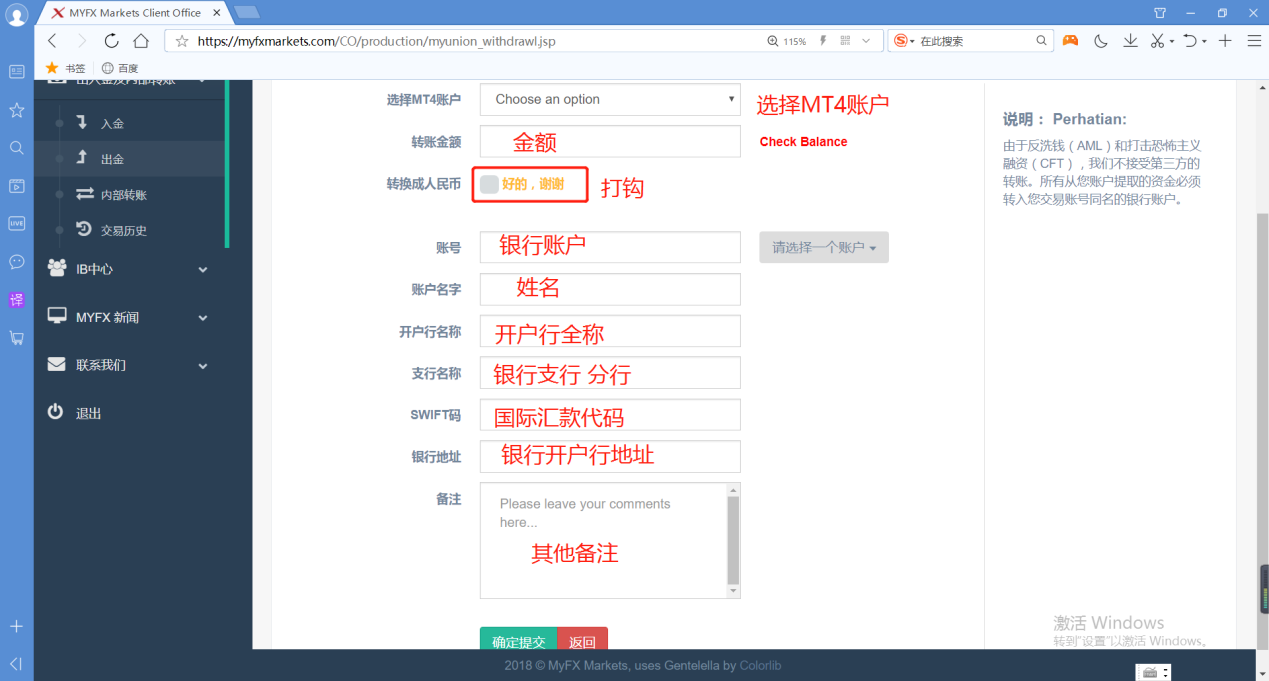 MYFX Markets Client Office
https://myfxmarkets.com/CO/production/myunion_withdrawl.jsp
115%
在此搜索
书签
百度
LIVE
译
入金
出金
内部转账
交易历史
IB中心
MYFX 新闻
联系我们
退出
选择MT4账户
Choose an option
选择MT4账户
转账金额
金额
Check Balance
转换成人民币
好的，谢谢
打钩
账号
银行账户
请选择一个账户
账户名字
姓名
开户行名称
开户行全称
支行名称
银行支行 分行
SWIFT码
国际汇款代码
银行地址
银行开户行地址
备注
Please leave your comments
here...
其他备注
确定提交
返回
说明： Perhatian:
由于反洗钱（AML）和打击恐怖主义
融资（CFT），我们不接受第三方的
转账。所有从您账户提取的资金必须
转入您交易账号同名的银行账户。
激活 Windows
转到"设置"以激活 Windows。
2018 © MyFX Markets, uses Gentelella by Colorlib